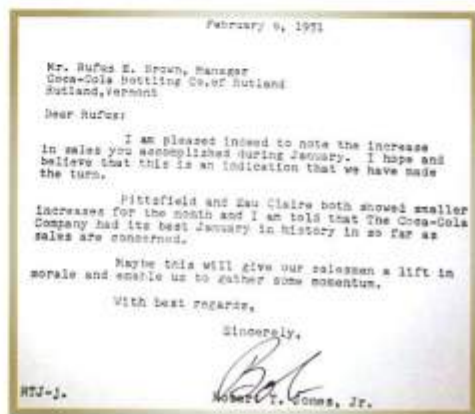 February 6, 1951
Mr. Rufus E. Brown, Manager
Coca-Cola Bottling Co. of Rutland
Rutland, Vermont
Dear Rufus:
I am pleased indeed to note the increase
in sales you accomplished during January. I hope and
believe that this is an indication that we have made
the turn.
Pittsfield and Eau Claire both showed smaller
increases for the month and I am told that The Coca-Cola
Company had its best January in history in so far as
sales are concerned.
Maybe this will give our salesmen a lift in
morale and enable us to gather some momentum.
With best regards,
Sincerely,
Bob
RTJ-j.
Robert T. Jones, Jr.